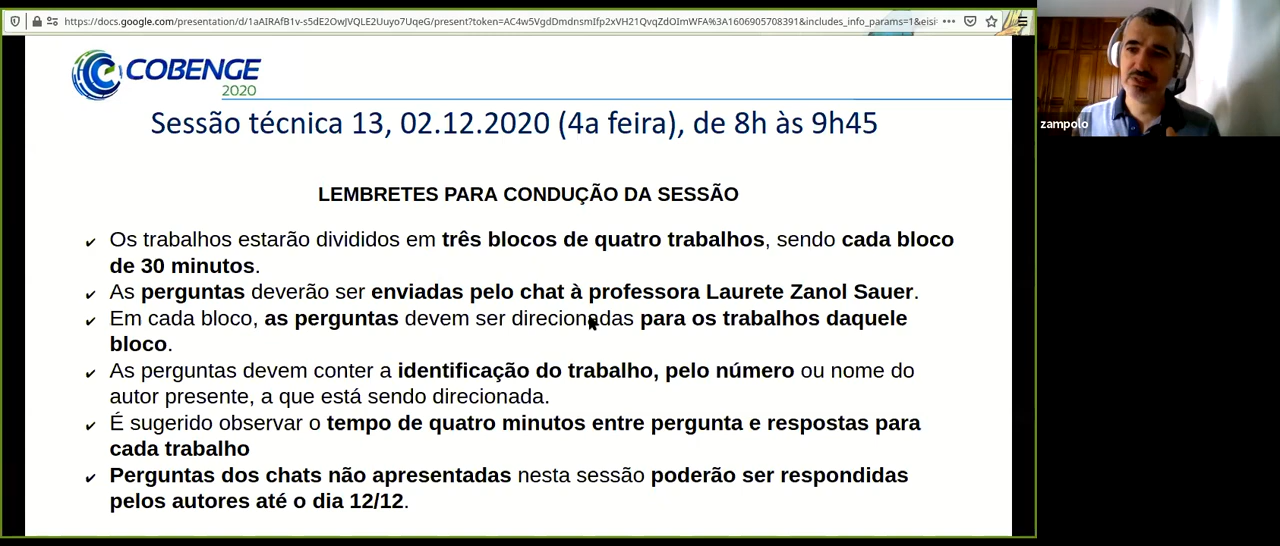 https://docs.google.com/presentation/d/1aAIRAfB1v-s5dE2OwJVQLE2Uuyo7UqeG/present?token=AC4w5VgdDmdnsmIfp2xVH21QvqZdOImWFA%3A1606905708391&includes_info_params=1&eisi
COBENGE
2020
Sessão técnica 13, 02.12.2020 (4a feira), de 8h às 9h45
LEMBRETES PARA CONDUÇÃO DA SESSÃO
✔ Os trabalhos estarão divididos em três blocos de quatro trabalhos, sendo cada bloco
de 30 minutos.
✔ As perguntas deverão ser enviadas pelo chat à professora Laurete Zanol Sauer.
✔ Em cada bloco, as perguntas devem ser direcionadas para os trabalhos daquele
bloco.
✔ As perguntas devem conter a identificação do trabalho, pelo número ou nome do
autor presente, a que está sendo direcionada.
✔ É sugerido observar o tempo de quatro minutos entre pergunta e respostas para
cada trabalho
✔ Perguntas dos chats não apresentadas nesta sessão poderão ser respondidas
pelos autores até o dia 12/12.
zampolo